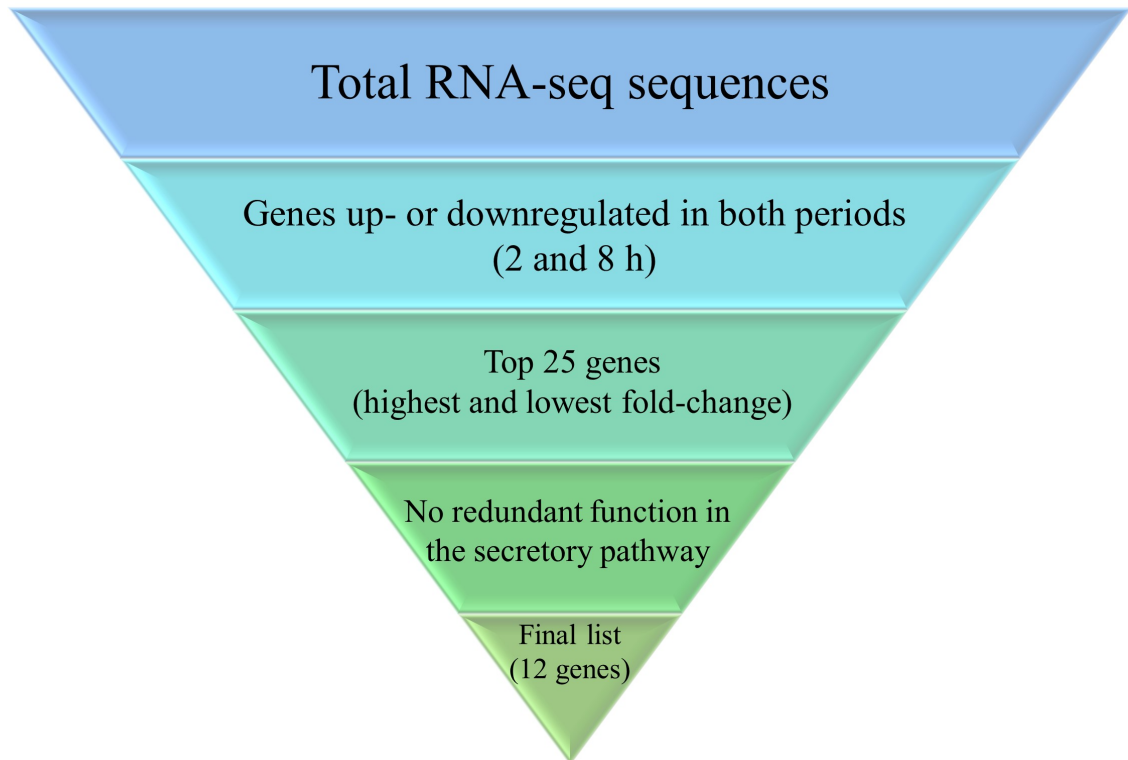 Total RNA-seq sequences
Genes up- or downregulated in both periods
(2 and 8 h)
Top 25 genes
(highest and lowest fold-change)
No redundant function in
the secretory pathway
Final list
(12 genes)